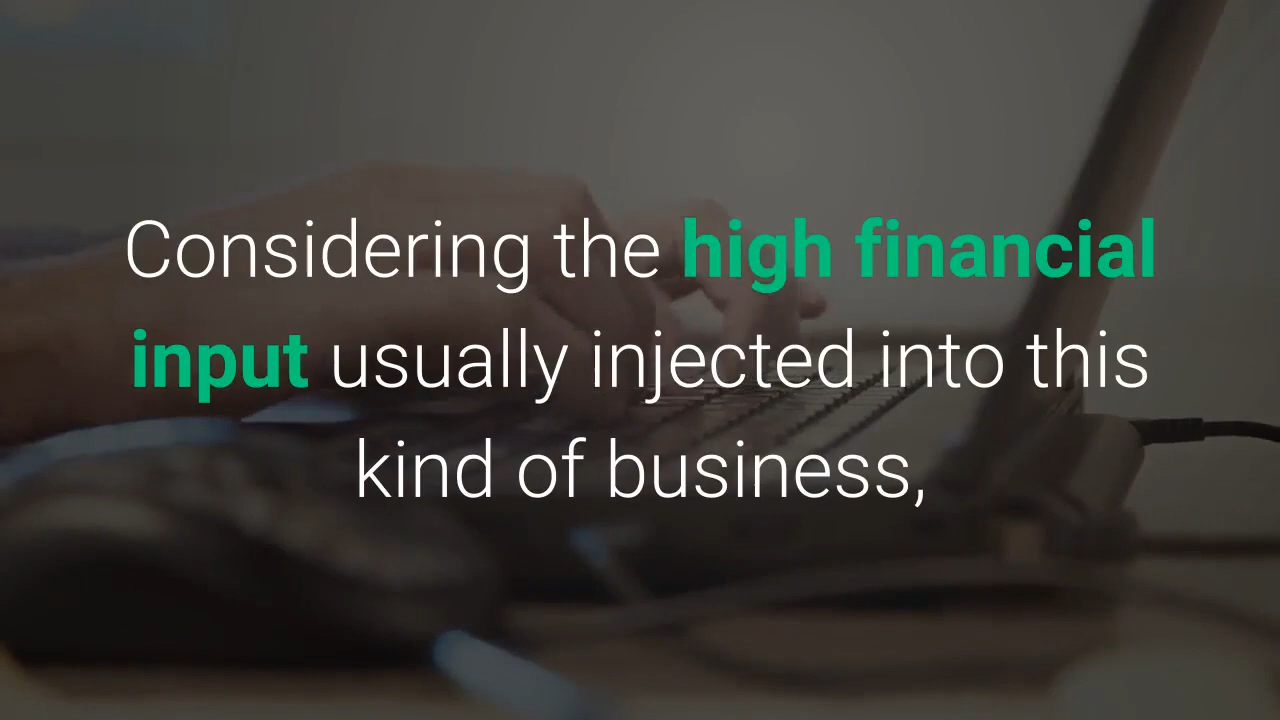 Considering the high financial
input usually injected into this
kind of business,